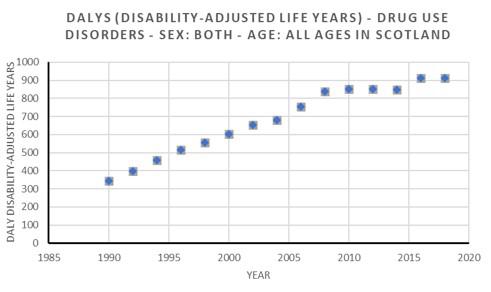 DALYS (DISABILITY-ADJUSTED LIFE YEARS) - DRUG USE
DISORDERS - SEX: BOTH - AGE: ALL AGES IN SCOTLAND
DALY DISABILITY-ADJUSTED LIFE YEARS
1000
900
800
700
600
500
400
300
200
100
0
1985 1990 1995 2000 2005 2010 2015 2020
YEAR